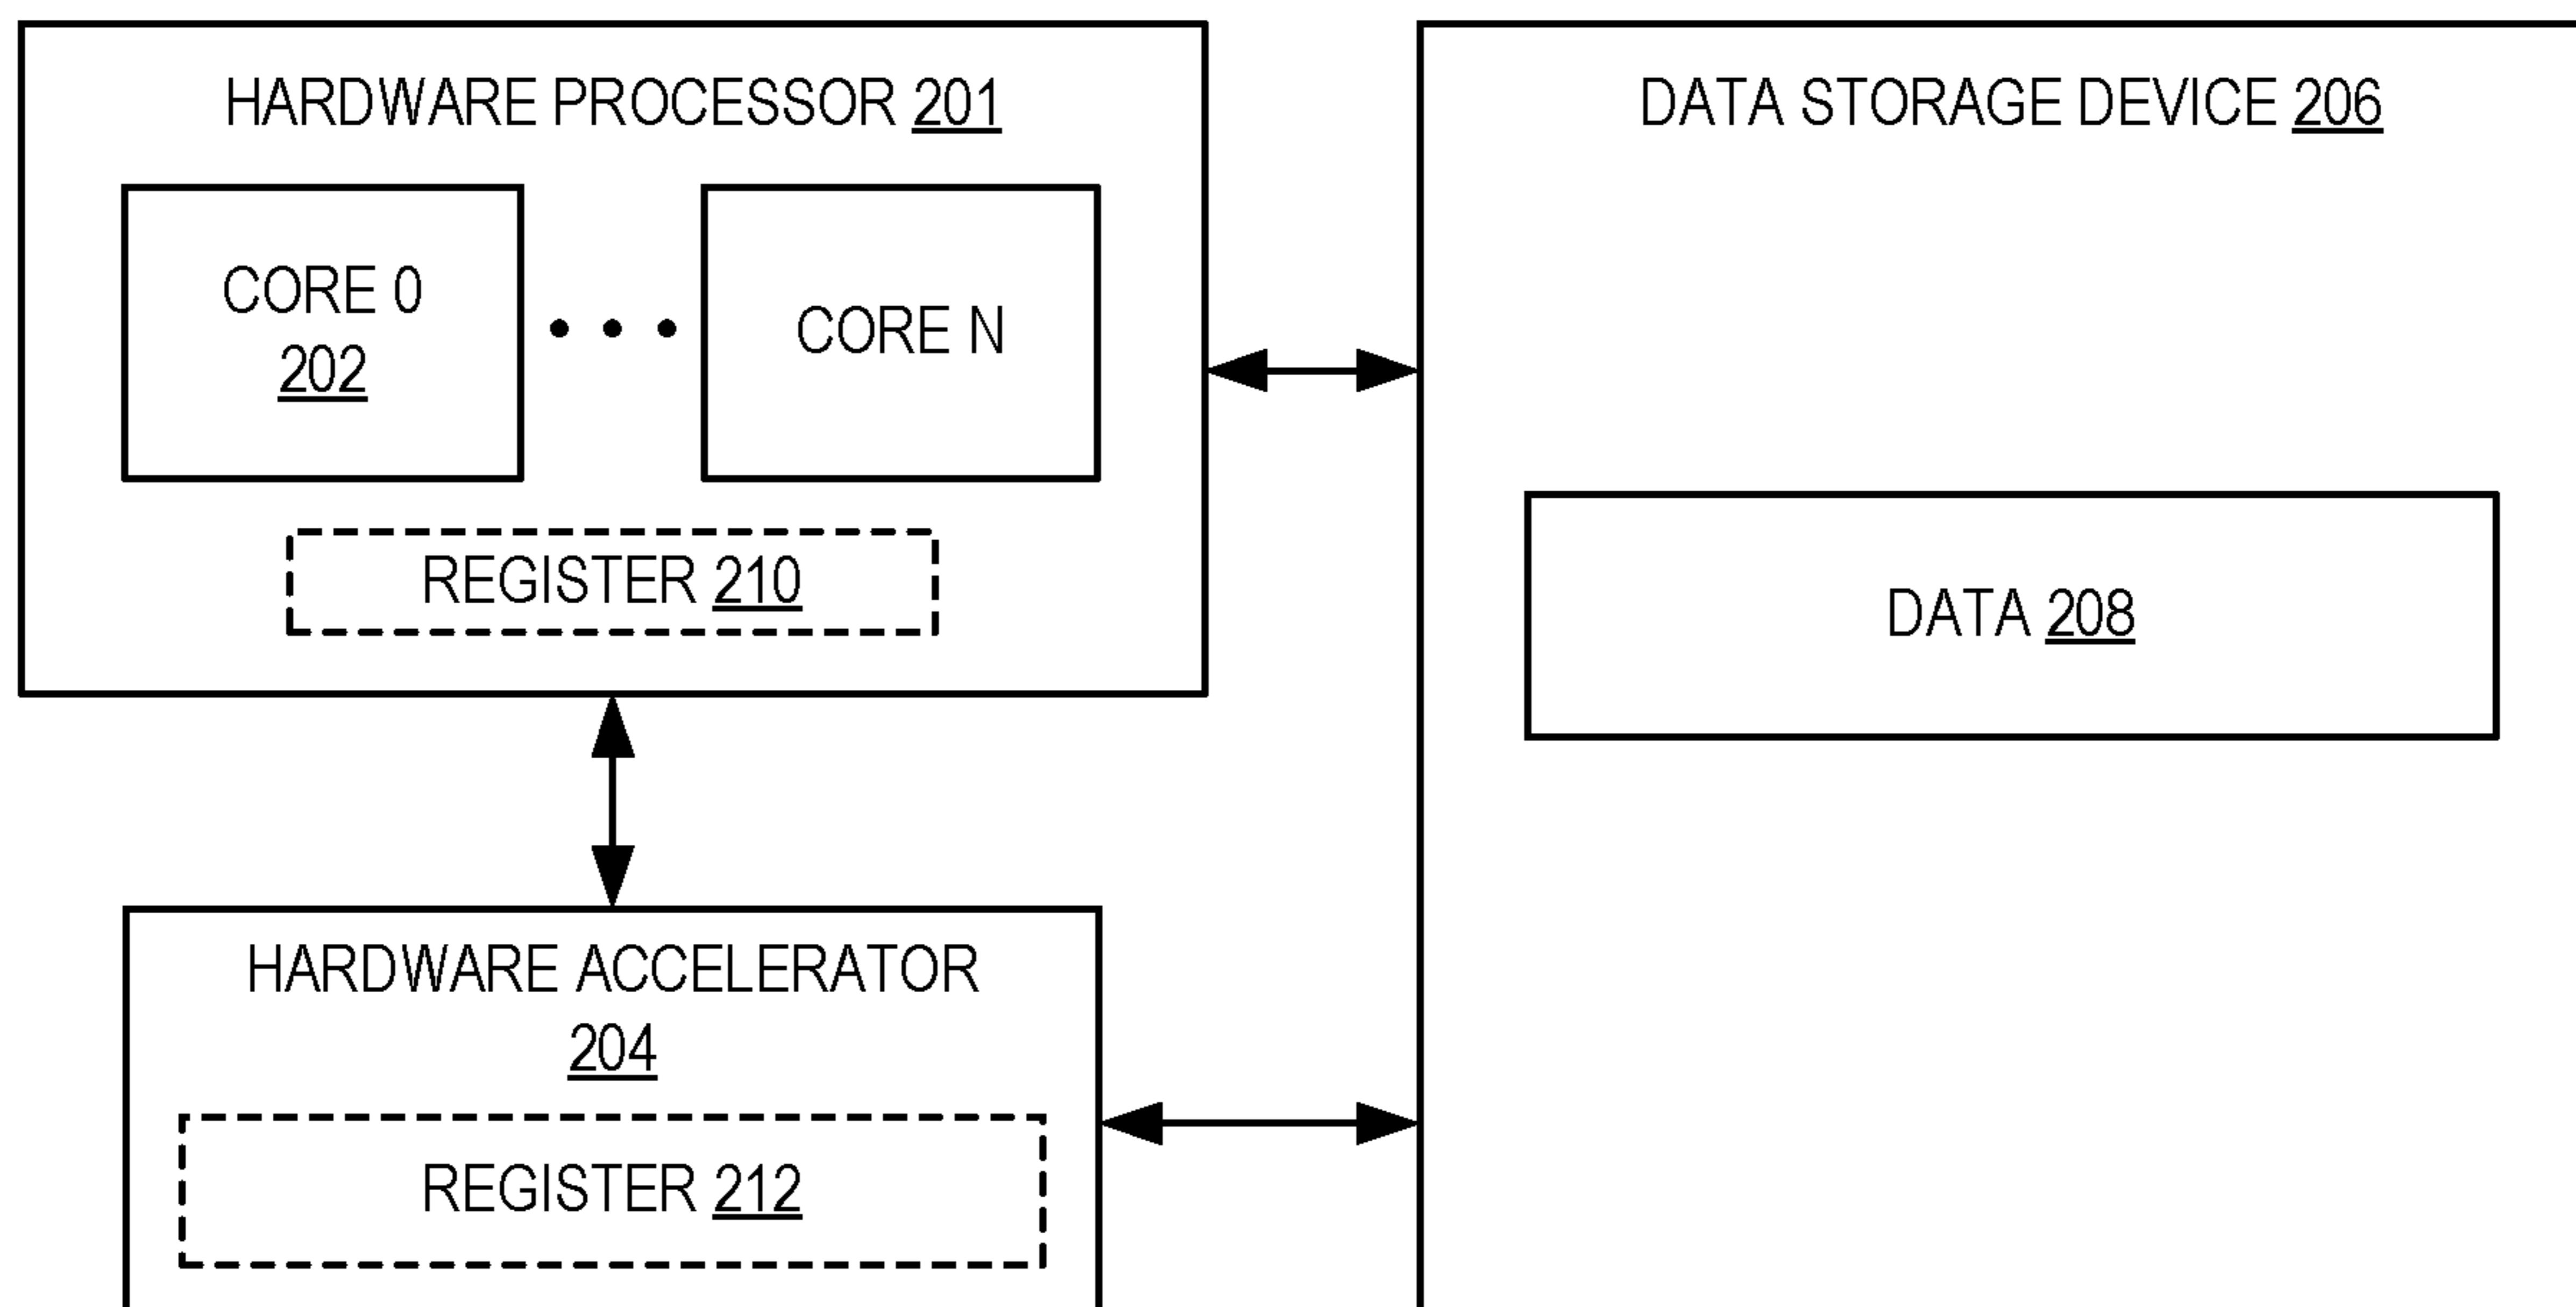 HARDWARE PROCESSOR 201
CORE 0
202
CORE N
REGISTER 210
DATA STORAGE DEVICE 206
DATA 208
HARDWARE ACCELERATOR
204
REGISTER 212